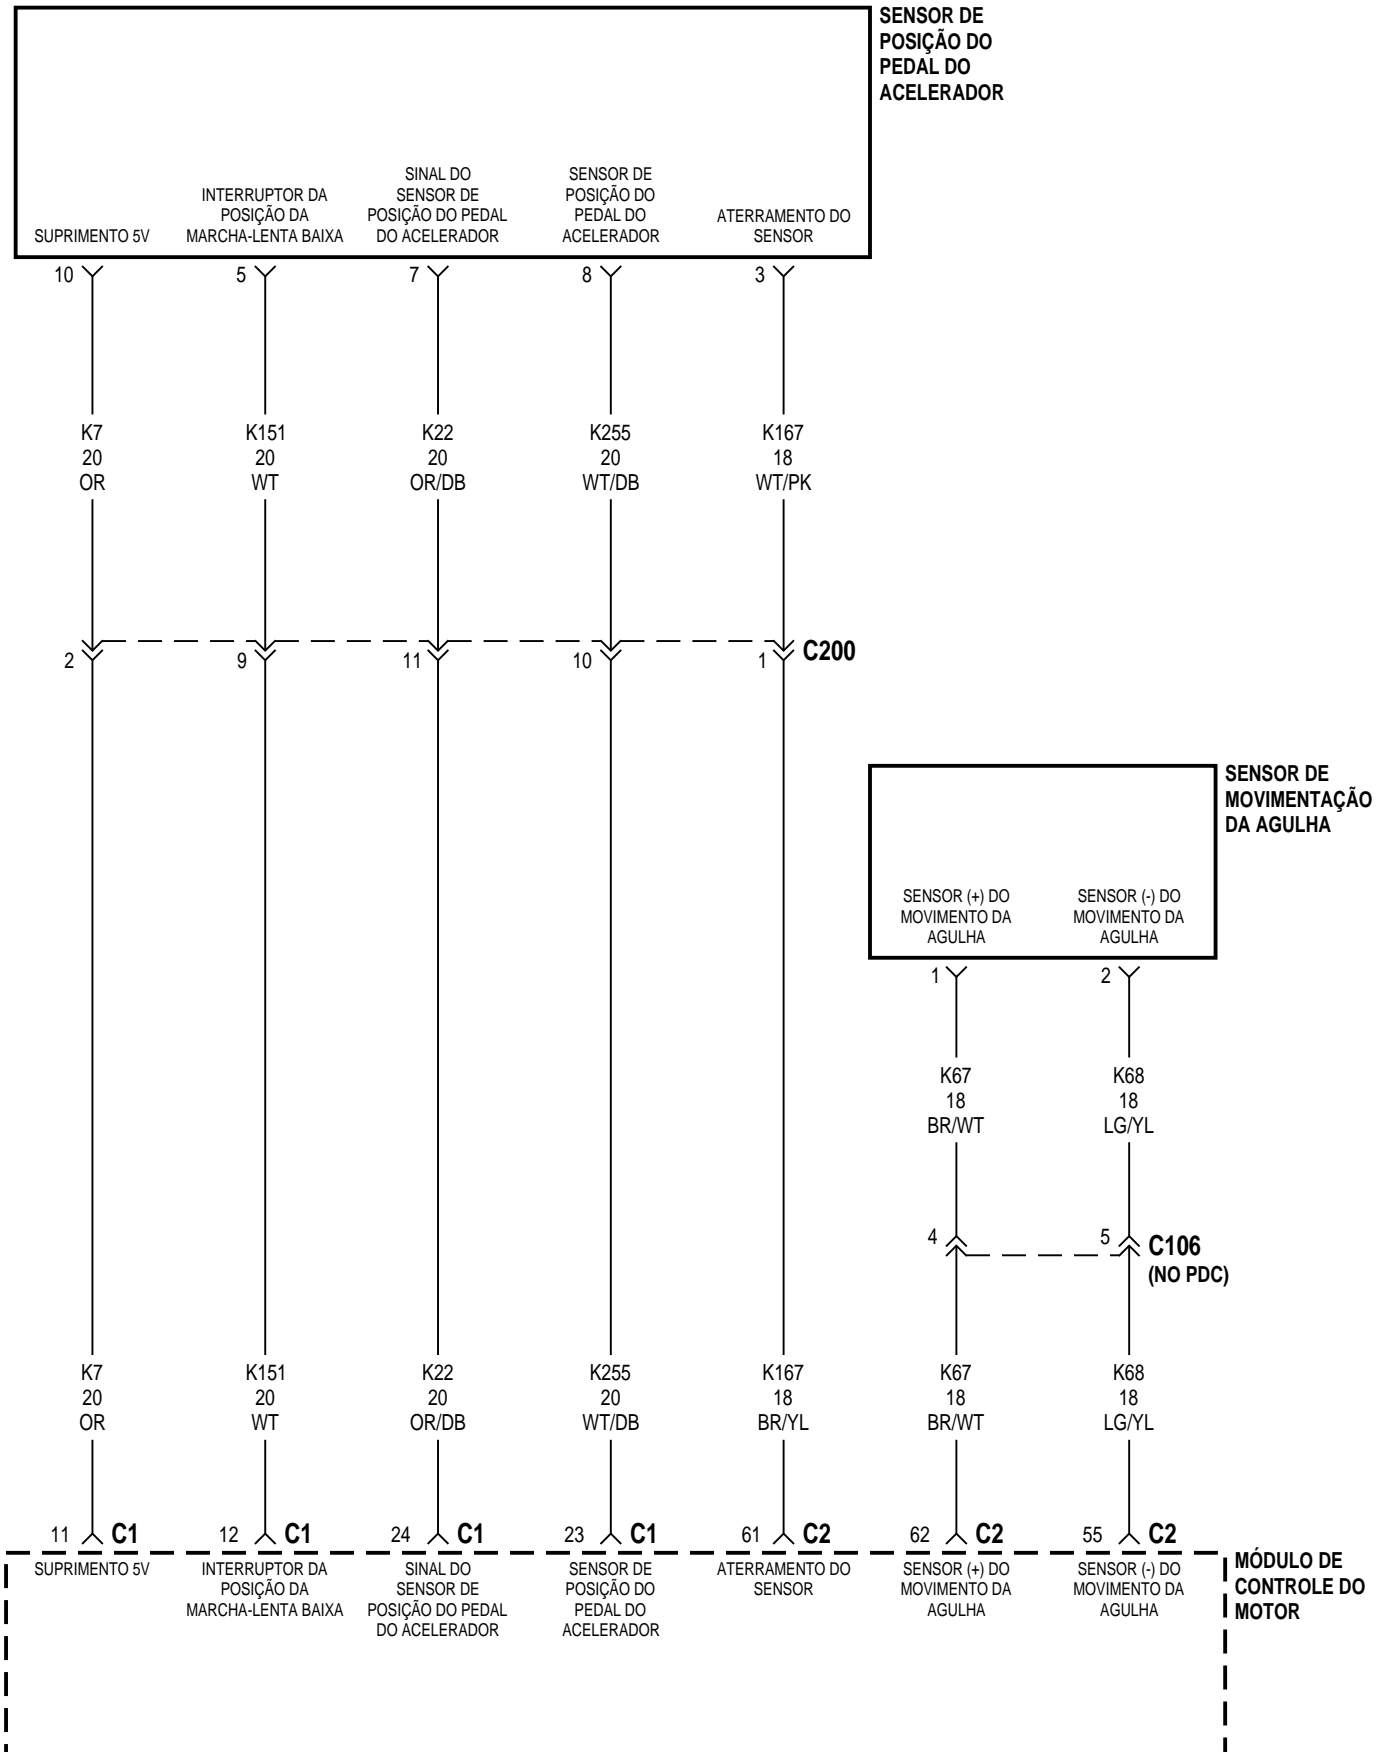 SENSOR DE
POSIÇÃO DO
PEDAL DO
ACELERADOR
SUPRIMENTO 5V
INTERRUPTOR DA
POSIÇÃO DA
MARCHA-LENTA BAIXA
SINAL DO
SENSOR DE
POSIÇÃO DO PEDAL
DO ACELERADOR
SENSOR DE
POSIÇÃO DO
PEDAL DO
ACELERADOR
ATERRAMENTO DO
SENSOR
10 5 7 8 3
K7 K151 K22 K255 K167
20 20 20 20 18
OR WT OR/DB WT/DB WT/PK
2 9 11 10 1 C200
SENSOR DE
MOVIMENTAÇÃO
DA AGULHA
SENSOR (+) DO
MOVIMENTO DA
AGULHA
SENSOR (-) DO
MOVIMENTO DA
AGULHA
1 2
K67 K68
18 18
BR/WT LG/YL
4 5 C106
(NO PDC)
K7 K151 K22 K255 K167 K67 K68
20 20 20 20 18 18 18
OR WT OR/DB WT/DB BR/YL BR/WT LG/YL
11 C1 12 C1 24 C1 23 C1 61 C2 62 C2 55 C2
SUPRIMENTO 5V
INTERRUPTOR DA
POSIÇÃO DA
MARCHA-LENTA BAIXA
SINAL DO
SENSOR DE
POSIÇÃO DO PEDAL
DO ACELERADOR
SENSOR DE
POSIÇÃO DO
PEDAL DO
ACELERADOR
ATERRAMENTO DO
SENSOR
SENSOR (+) DO
MOVIMENTO DA
AGULHA
SENSOR (-) DO
MOVIMENTO DA
AGULHA
MÓDULO DE
CONTROLE DO
MOTOR